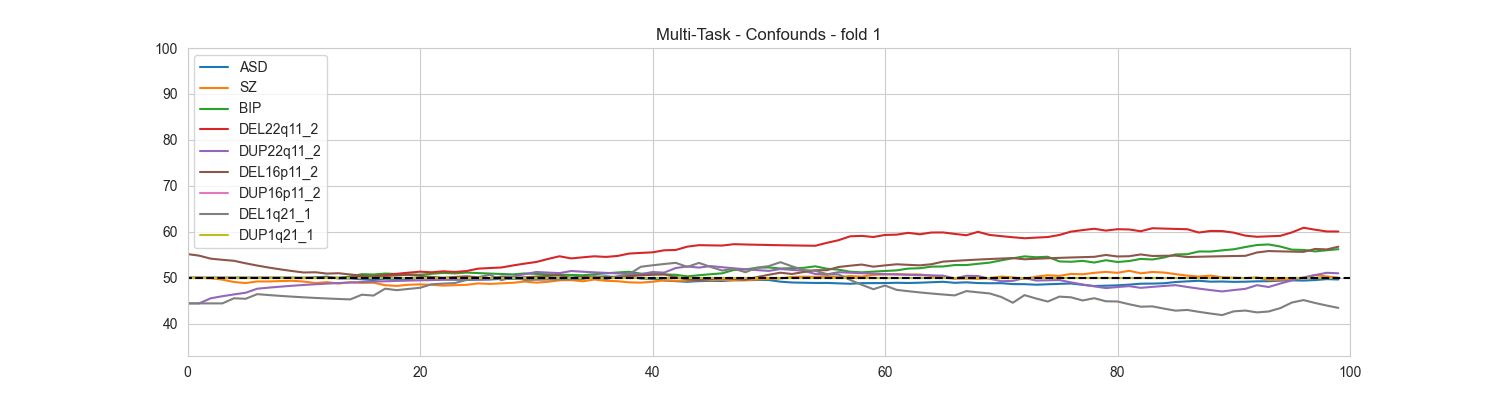 Multi-Task - Confounds - fold 1
100
90
80
70
60
50
40
ASD
SZ
BIP
DEL22q11_2
DUP22q11_2
DEL16p11_2
DUP16p11_2
DEL1q21_1
DUP1q21_1
0 20 40 60 80 100